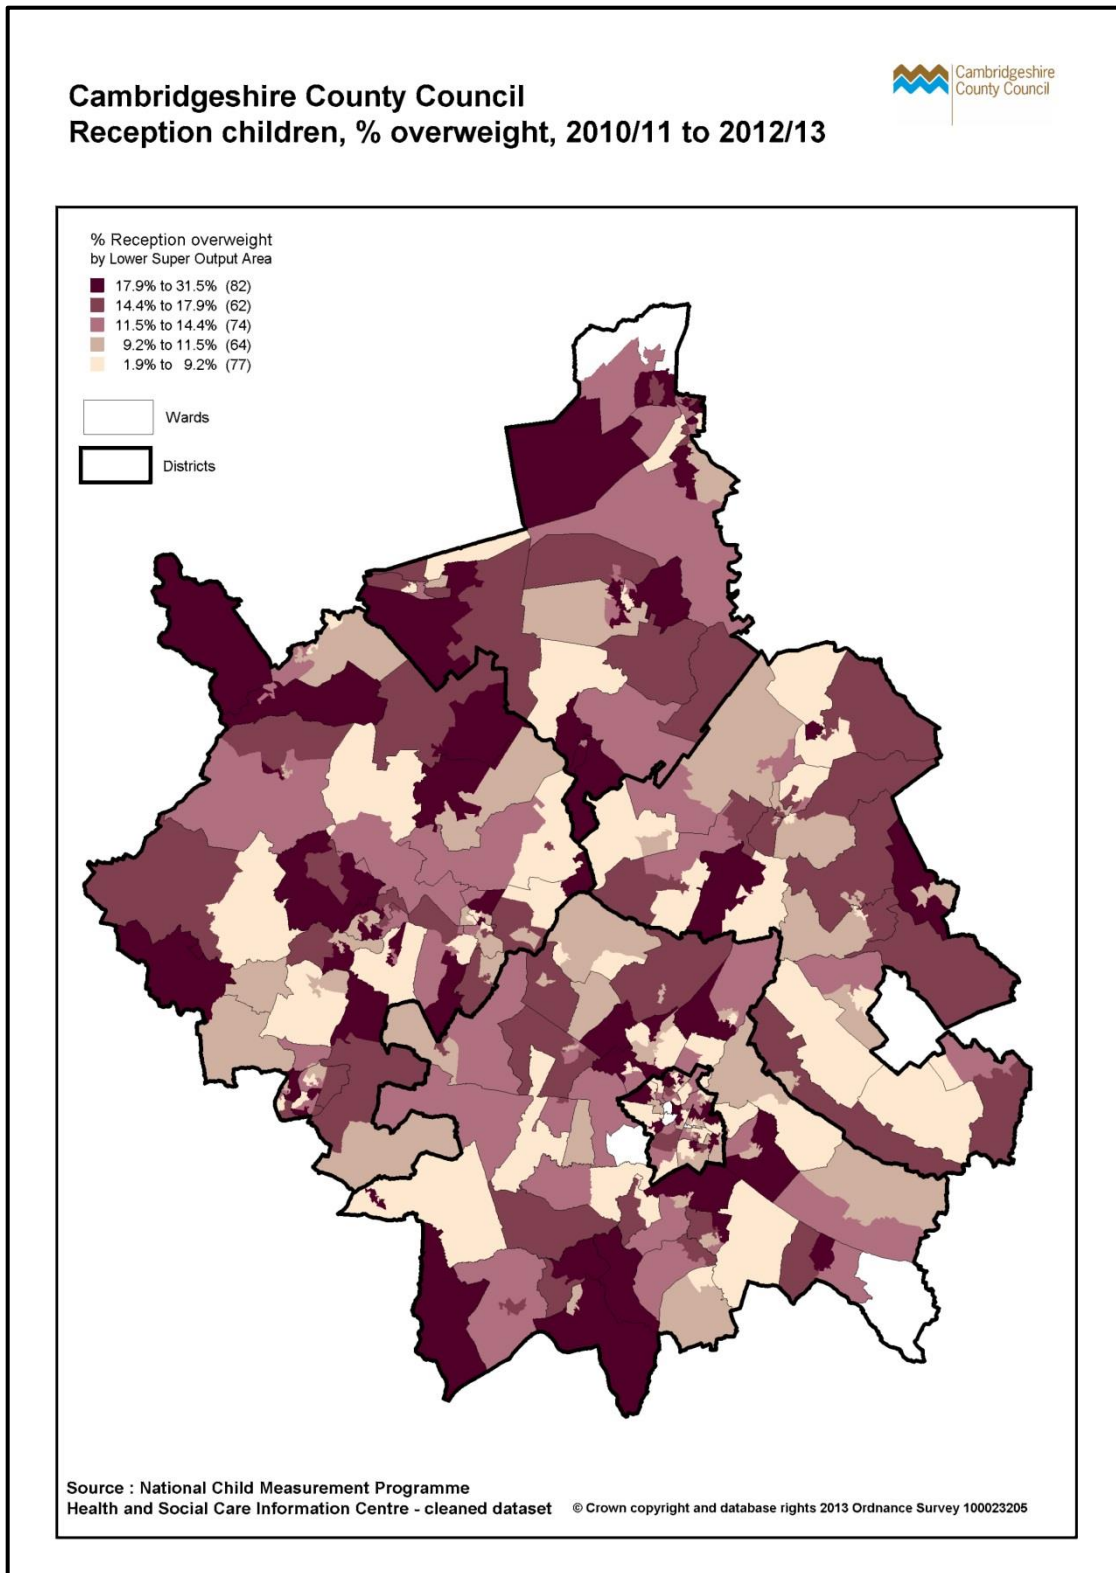 Cambridgeshire County Council
Reception children, % overweight, 2010/11 to 2012/13
Cambridgeshire
County Council
% Reception overweight
by Lower Super Output Area
17.9% to 31.5% (82)
14.4% to 17.9% (62)
11.5% to 14.4% (74)
9.2% to 11.5% (64)
1.9% to 9.2% (77)
Wards
Districts
Source : National Child Measurement Programme
Health and Social Care Information Centre - cleaned dataset © Crown copyright and database rights 2013 Ordnance Survey 100023205